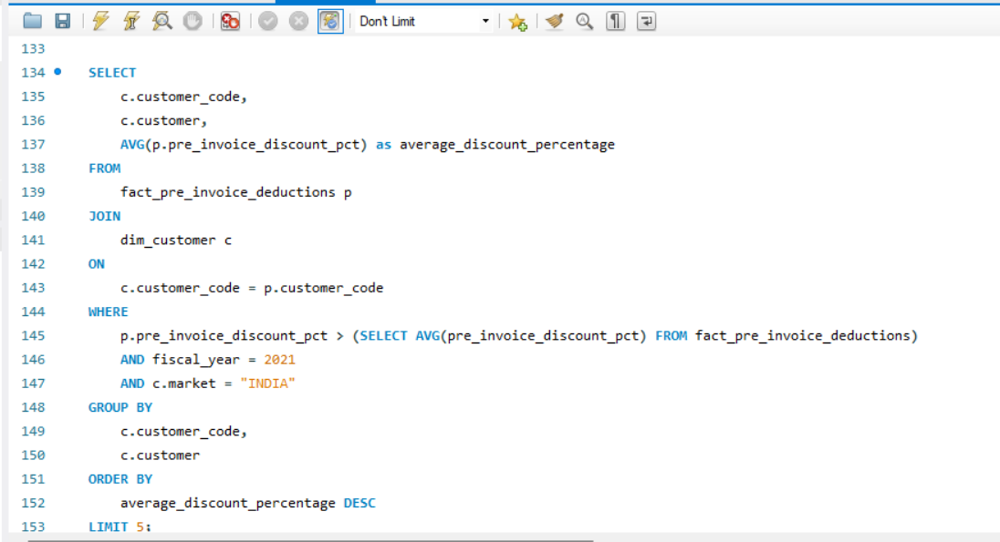 Don't Limit
133
134 SELECT
135 c.customer_code,
136 c.customer,
137 AVG(p.pre_invoice_discount_pct) as average_discount_percentage
138 FROM
139 fact_pre_invoice_deductions p
140 JOIN
141 dim_customer c
142 ON
143 c.customer_code = p.customer_code
144 WHERE
145 p.pre_invoice_discount_pct > (SELECT AVG(pre_invoice_discount_pct) FROM fact_pre_invoice_deductions)
146 AND fiscal_year = 2021
147 AND c.market = "INDIA"
148 GROUP BY
149 c.customer_code,
150 c.customer
151 ORDER BY
152 average_discount_percentage DESC
153 LIMIT 5;